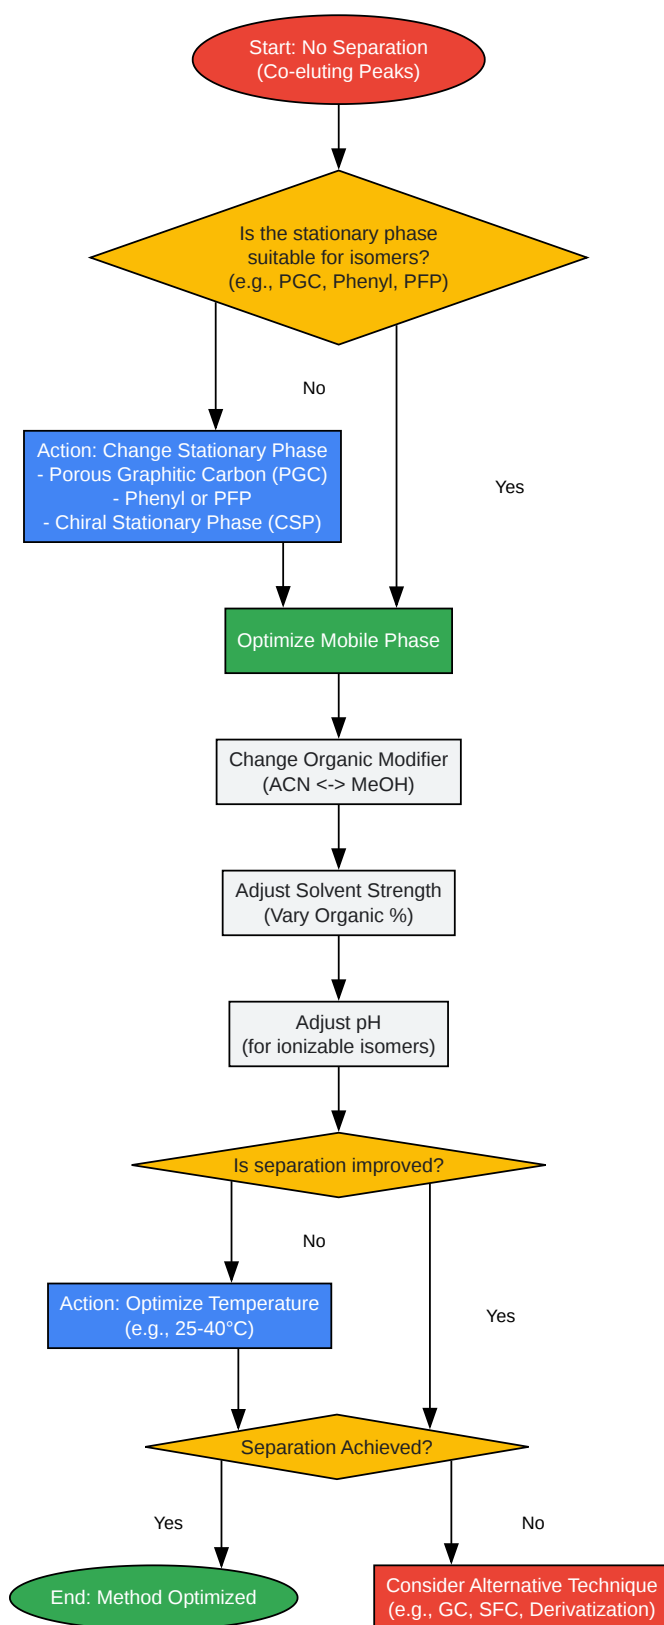 Start: No Separation
(Co-eluting Peaks)
Is the stationary phase
suitable for isomers?
(e.g., PGC, Phenyl, PFP)
No
Action: Change Stationary Phase
- Porous Graphitic Carbon (PGC)
- Phenyl or PFP
- Chiral Stationary Phase (CSP)
Yes
Optimize Mobile Phase
Change Organic Modifier
(ACN <-> MeOH)
Adjust Solvent Strength
(Vary Organic %)
Adjust pH
(for ionizable isomers)
Is separation improved?
No
Action: Optimize Temperature
(e.g., 25-40°C)
Yes
Separation Achieved?
Yes
No
End: Method Optimized
Consider Alternative Technique
(e.g., GC, SFC, Derivatization)